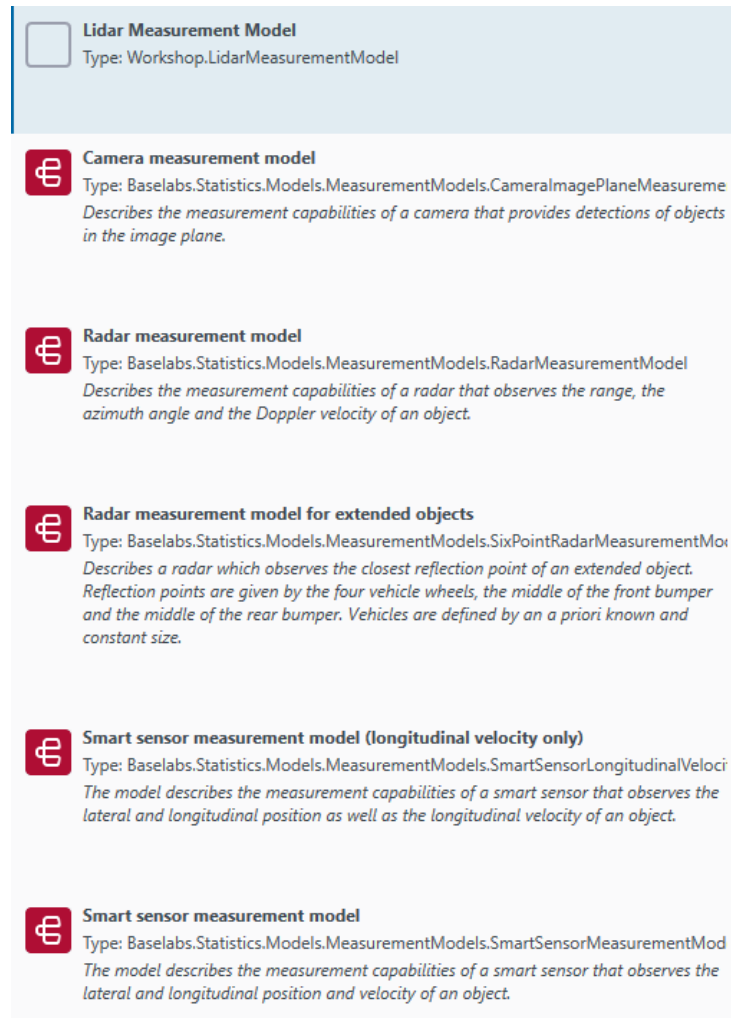 Lidar Measurement Model
Type: Workshop.LidarMeasurementModel
Camera measurement model
Type: Baselabs.Statistics.Models.MeasurementModels.CameraImagePlaneMeasureme
Describes the measurement capabilities of a camera that provides detections of objects
in the image plane.
Radar measurement model
Type: Baselabs.Statistics.Models.MeasurementModels.RadarMeasurementModel
Describes the measurement capabilities of a radar that observes the range, the
azimuth angle and the Doppler velocity of an object.
Radar measurement model for extended objects
Type: Baselabs.Statistics.Models.MeasurementModels.SixPointRadarMeasurementMo
Describes a radar which observes the closest reflection point of an extended object.
Reflection points are given by the four vehicle wheels, the middle of the front bumper
and the middle of the rear bumper. Vehicles are defined by an a priori known and
constant size.
Smart sensor measurement model (longitudinal velocity only)
Type: Baselabs.Statistics.Models.MeasurementModels.SmartSensorLongitudinalVeloci
The model describes the measurement capabilities of a smart sensor that observes the
lateral and longitudinal position as well as the longitudinal velocity of an object.
Smart sensor measurement model
Type: Baselabs.Statistics.Models.MeasurementModels.SmartSensorMeasurementMod
The model describes the measurement capabilities of a smart sensor that observes the
lateral and longitudinal position and velocity of an object.